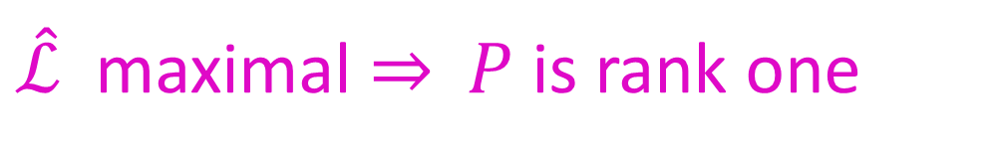 ℒ̂ maximal ⇒ 𝑃 is rank one